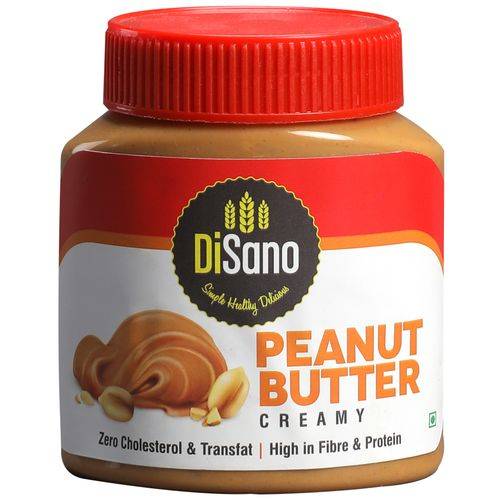 DiSano
Simple Healthy Delicious
PEANUT
BUTTER
CREAMY
Zero Cholesterol & Transfat | High in Fibre & Protein